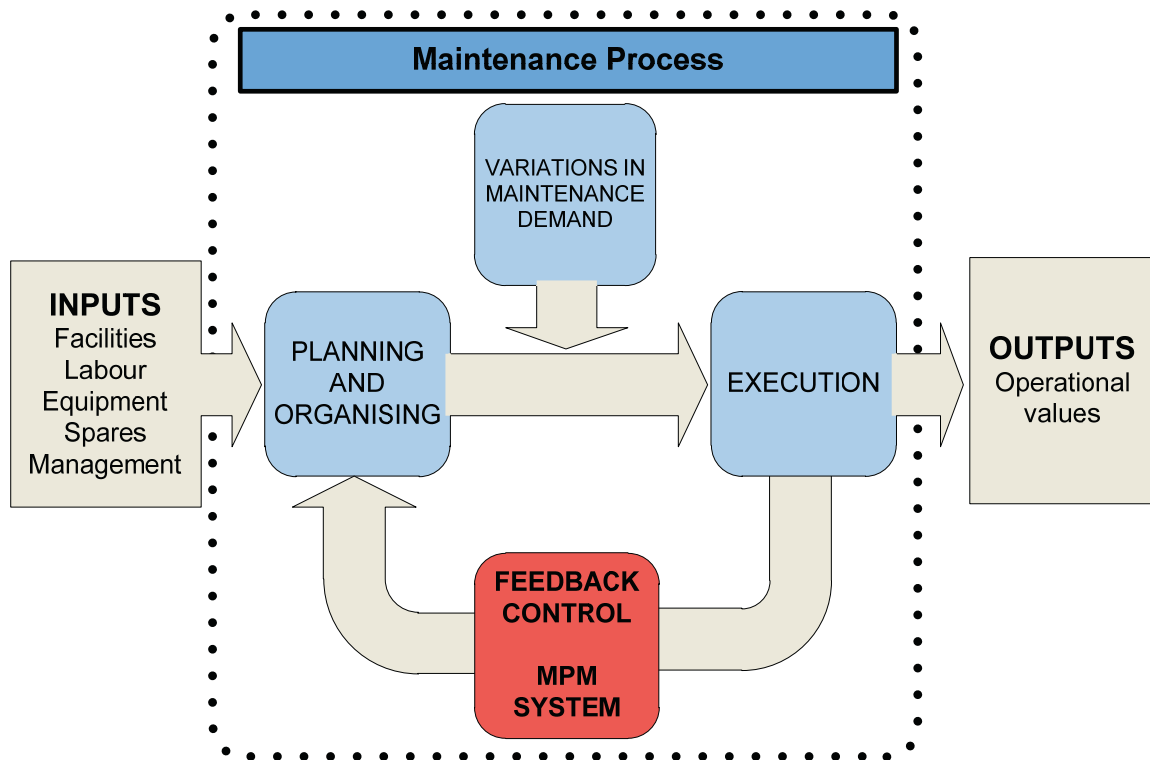 Maintenance Process
VARIATIONS IN
MAINTENANCE
DEMAND
INPUTS
Facilities
Labour
Equipment
Spares
Management
PLANNING
AND
ORGANISING
EXECUTION
OUTPUTS
Operational
values
FEEDBACK
CONTROL
MPM
SYSTEM